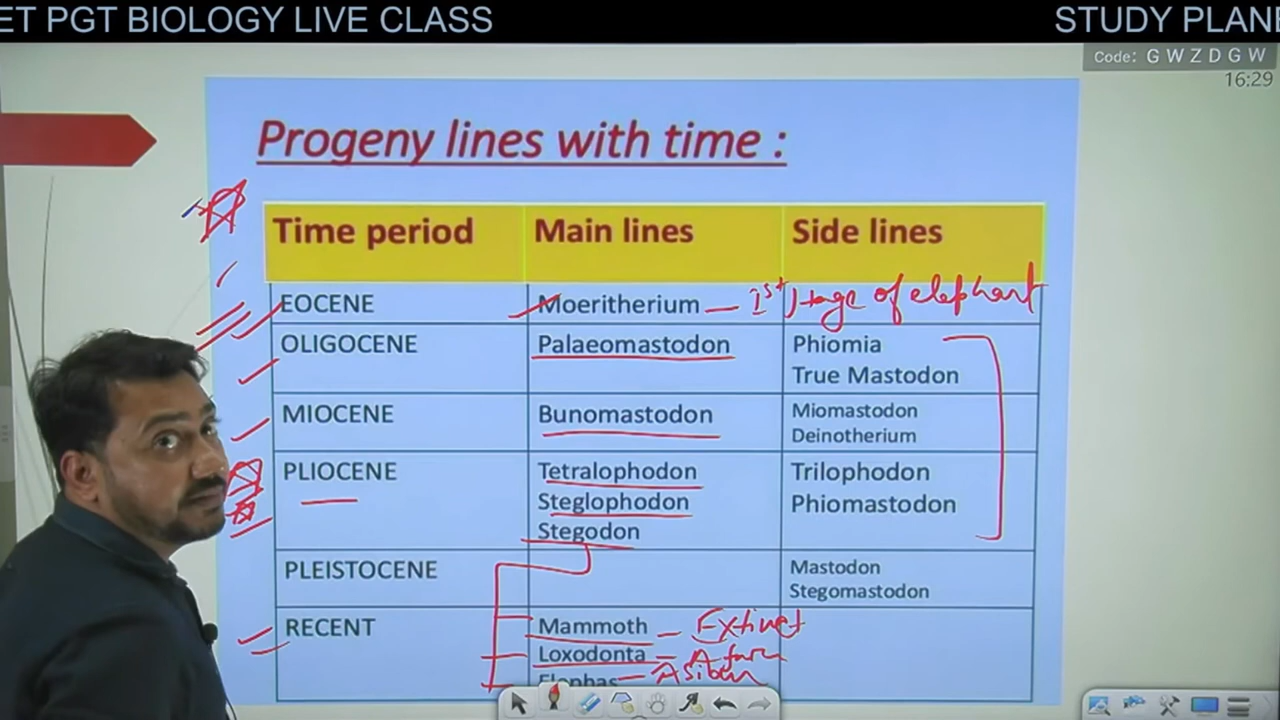 ET PGT BIOLOGY LIVE CLASS
STUDY PLANE
Code: G W Z D G W
16:29
Progeny lines with time :
Time period Main lines Side lines
EOCENE Moeritherium — 1st stage of elephant
OLIGOCENE Palaeomastodon Phiomia
True Mastodon
MIOCENE Bunomastodon Miomastodon
Deinotherium
PLIOCENE Tetralophodon Trilophodon
Steglophodon Phiomastodon
Stegodon
PLEISTOCENE Mastodon
Stegomastodon
RECENT Mammoth — Extinct
Loxodonta —
Elephas —